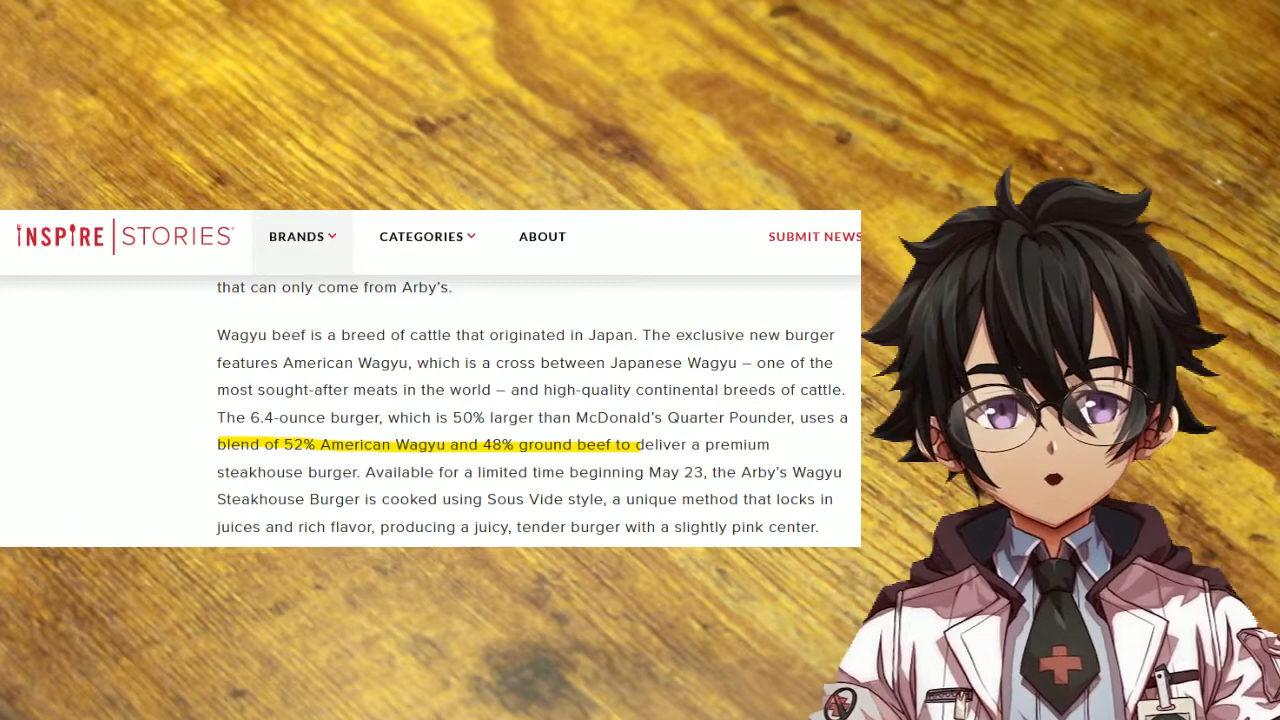 INSPIRE | STORIES
BRANDS CATEGORIES ABOUT SUBMIT NEWS
that can only come from Arby's.
Wagyu beef is a breed of cattle that originated in Japan. The exclusive new burger
features American Wagyu, which is a cross between Japanese Wagyu – one of the
most sought-after meats in the world – and high-quality continental breeds of cattle.
The 6.4-ounce burger, which is 50% larger than McDonald's Quarter Pounder, uses a
blend of 52% American Wagyu and 48% ground beef to deliver a premium
steakhouse burger. Available for a limited time beginning May 23, the Arby's Wagyu
Steakhouse Burger is cooked using Sous Vide style, a unique method that locks in
juices and rich flavor, producing a juicy, tender burger with a slightly pink center.